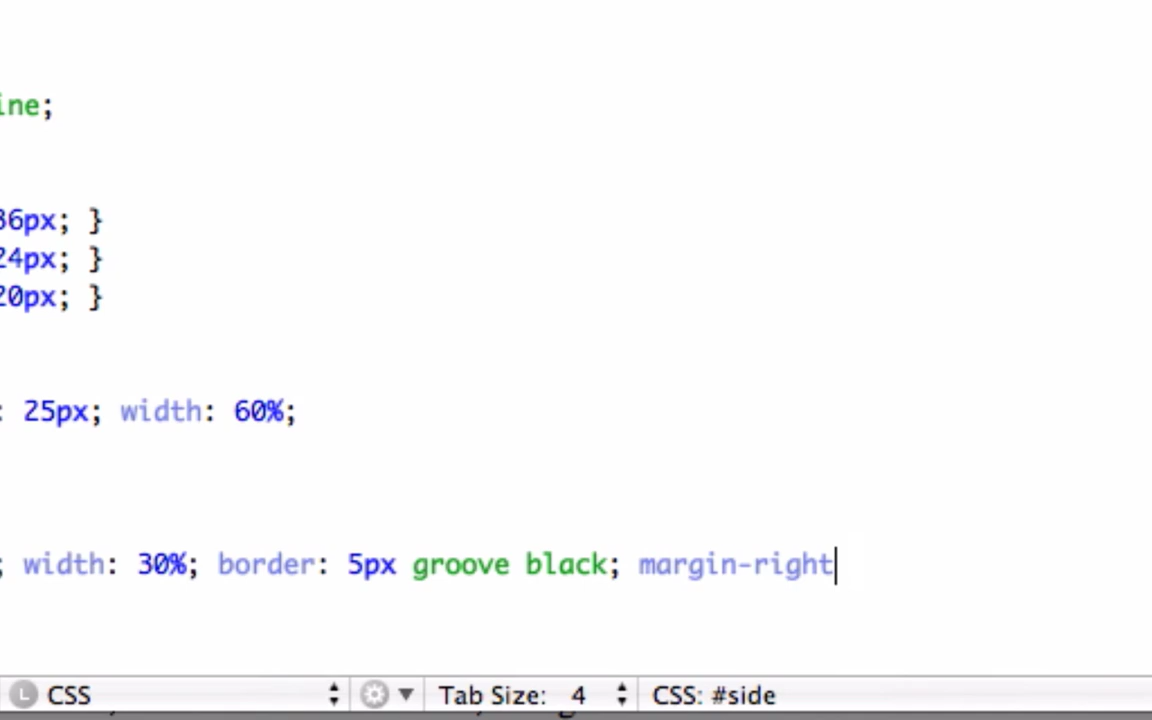 ine;
36px; }
24px; }
20px; }
: 25px; width: 60%;
; width: 30%; border: 5px groove black; margin-right
L CSS Tab Size: 4 CSS: #side